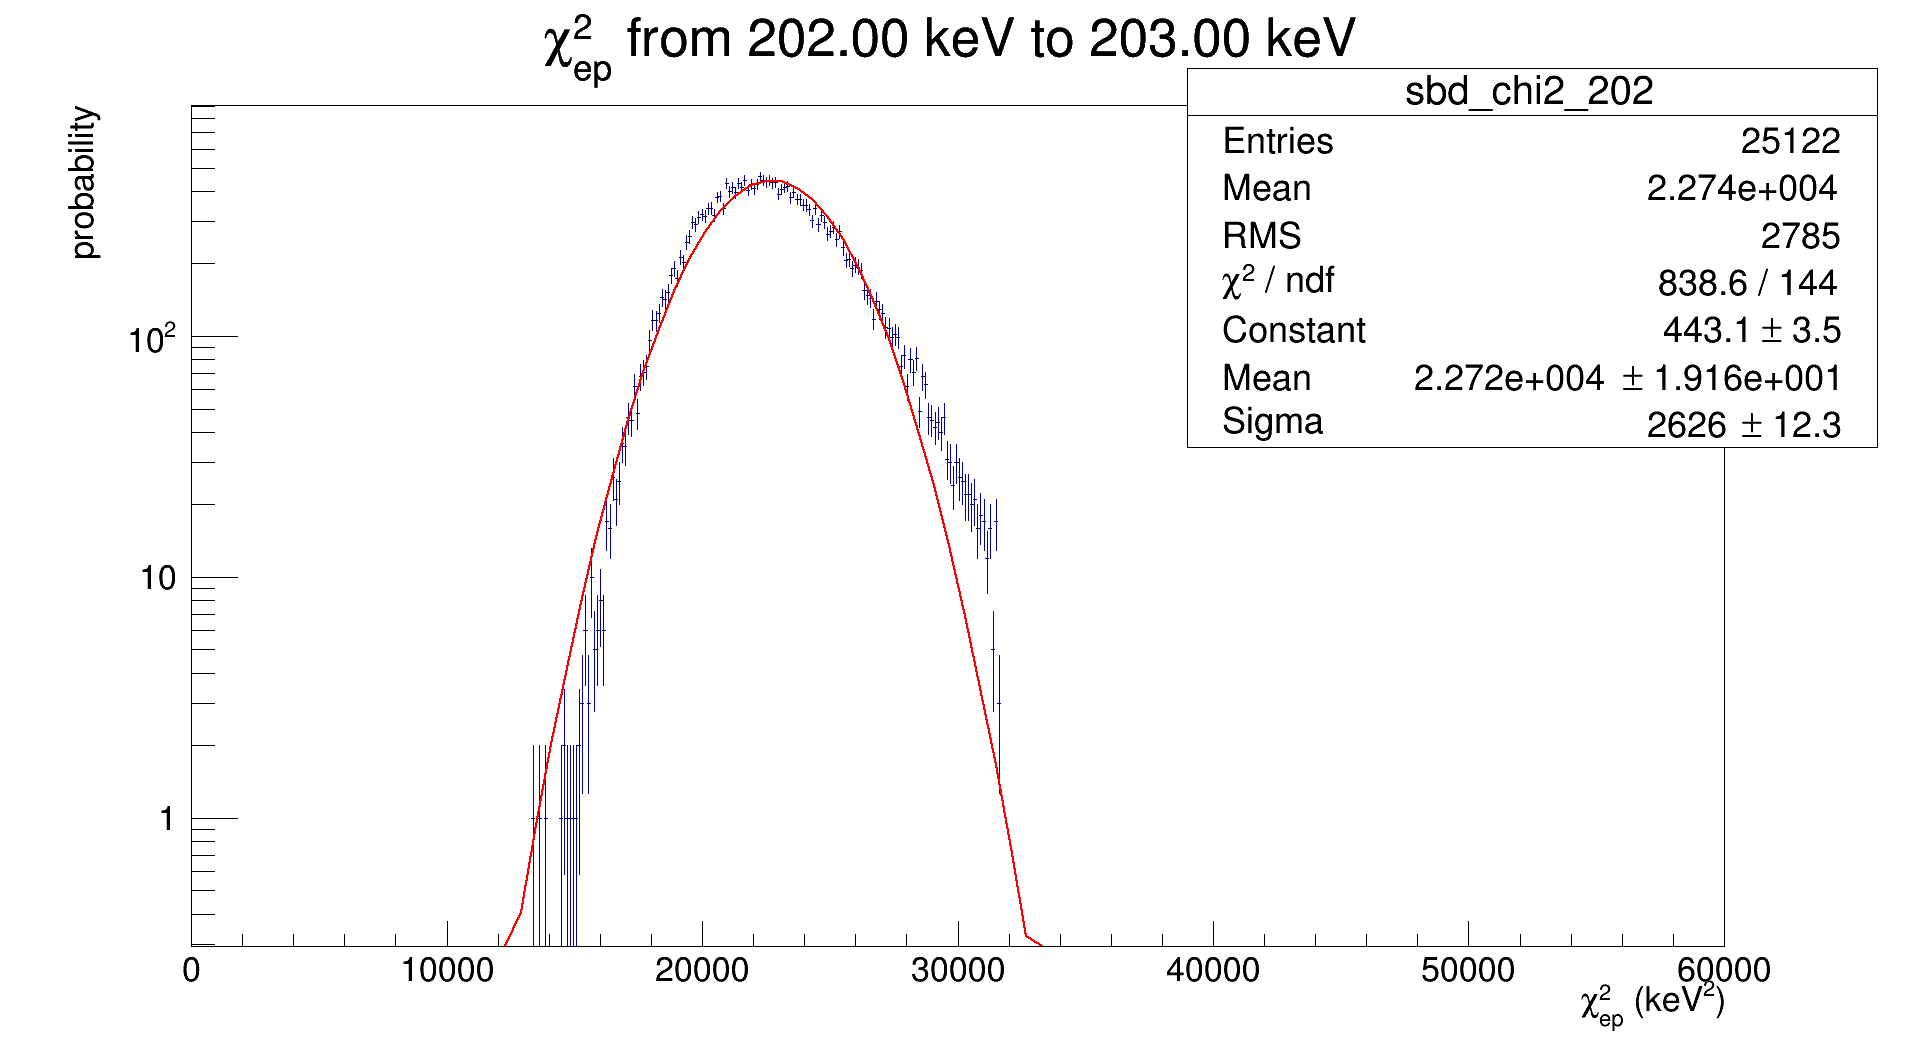 χ²ep from 202.00 keV to 203.00 keV
sbd_chi2_202
Entries 25122
Mean 2.274e+004
RMS 2785
χ² / ndf 838.6 / 144
Constant 443.1 ± 3.5
Mean 2.272e+004 ± 1.916e+001
Sigma 2626 ± 12.3
probability
10²
10
1
0 10000 20000 30000 40000 50000 60000
χ²ep (keV²)